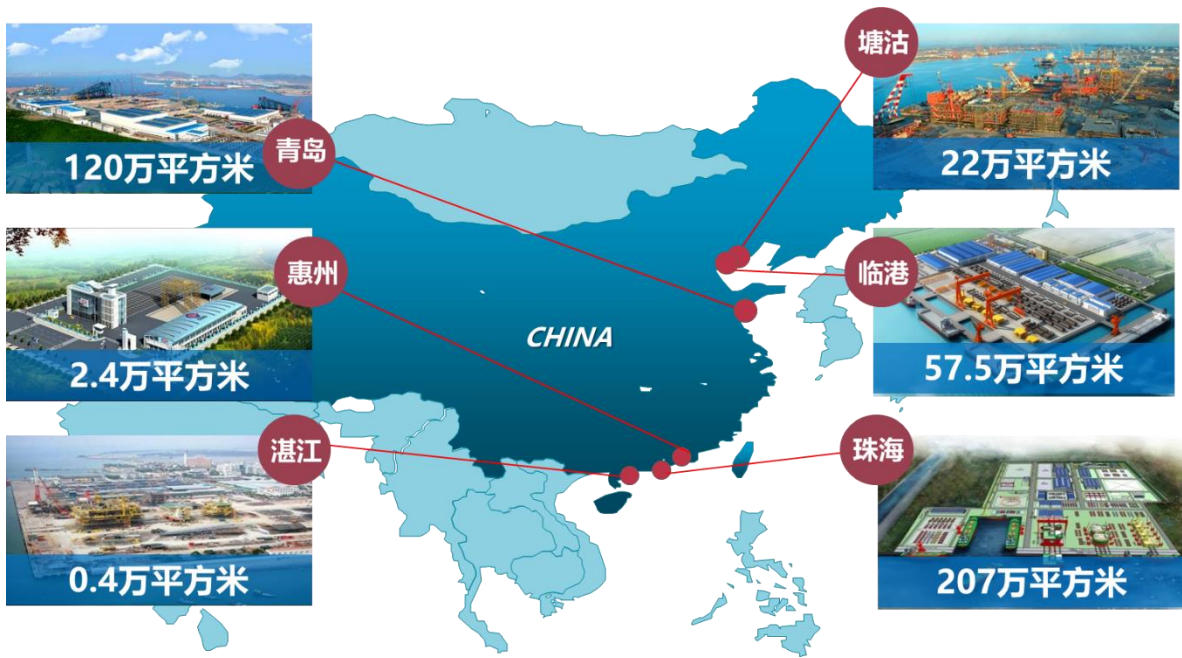 塘沽
22万平方米
青岛
120万平方米
惠州
2.4万平方米
临港
57.5万平方米
CHINA
湛江
0.4万平方米
珠海
207万平方米